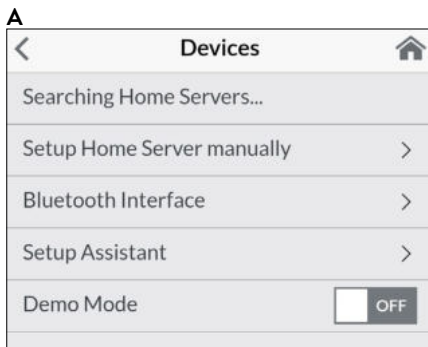 A
Devices
Searching Home Servers...
Setup Home Server manually
Bluetooth Interface
Setup Assistant
Demo Mode OFF